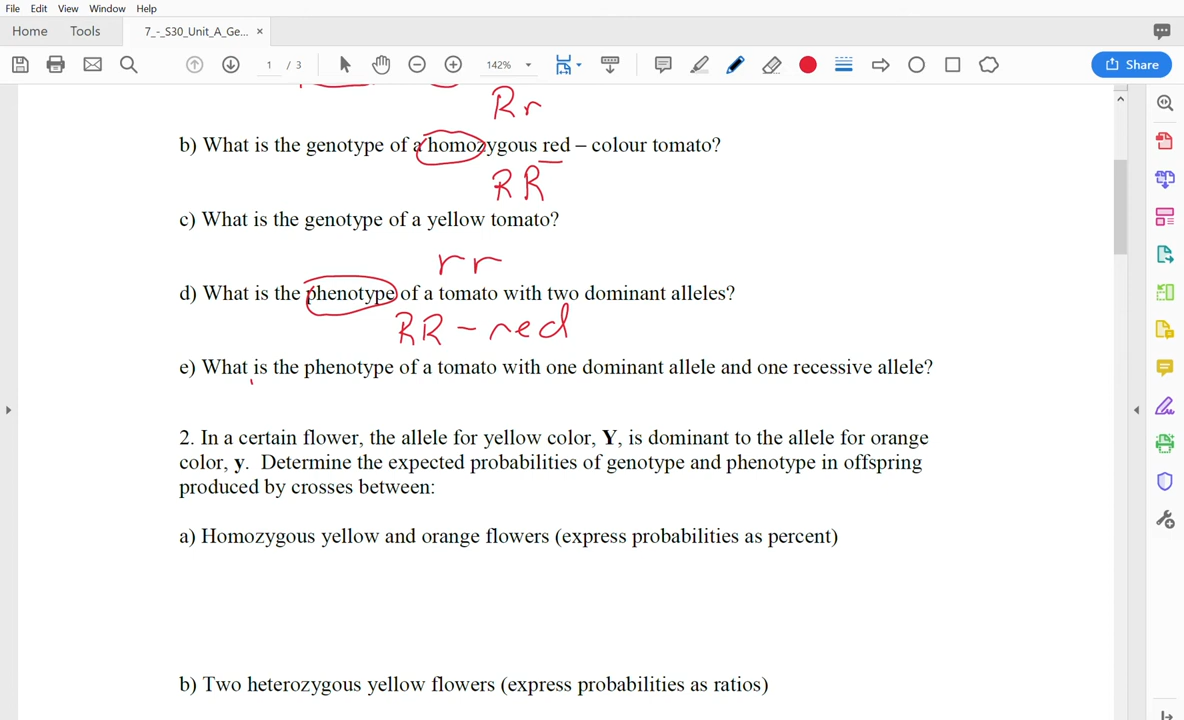 File Edit View Window Help
Home Tools 7_-_S30_Unit_A_Ge... ×
1 / 3 142% Share
Rr
b) What is the genotype of a homozygous red – colour tomato?
RR
c) What is the genotype of a yellow tomato?
rr
d) What is the phenotype of a tomato with two dominant alleles?
RR - red
e) What is the phenotype of a tomato with one dominant allele and one recessive allele?
2. In a certain flower, the allele for yellow color, Y, is dominant to the allele for orange
color, y. Determine the expected probabilities of genotype and phenotype in offspring
produced by crosses between:
a) Homozygous yellow and orange flowers (express probabilities as percent)
b) Two heterozygous yellow flowers (express probabilities as ratios)